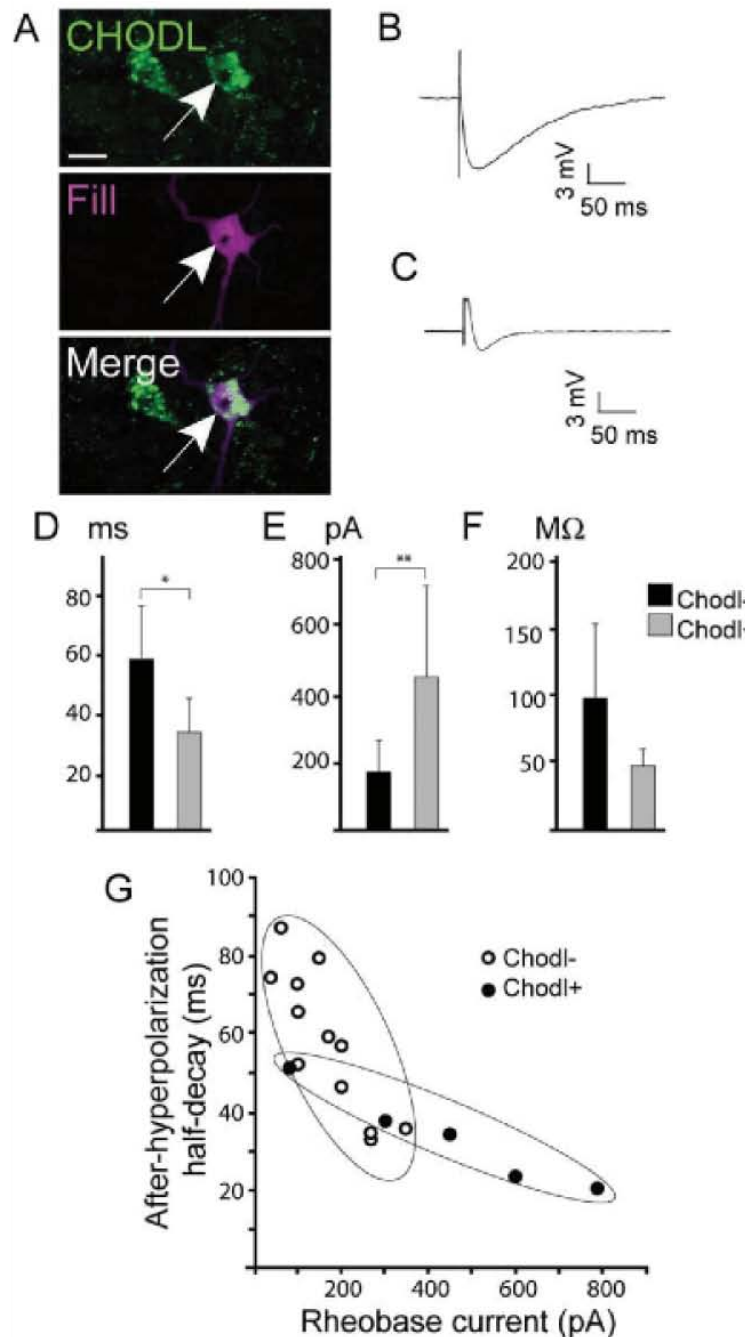 A
CHODL
Fill
Merge
B
3 mV
50 ms
C
3 mV
50 ms
D ms
*
80
60
40
20
E pA
**
800
600
400
200
F MΩ
200
150
100
50
Chodl-
Chodl
G
100
80
60
40
20
After-hyperpolarization
half-decay (ms)
Chodl-
Chodl+
200 400 600 800
Rheobase current (pA)